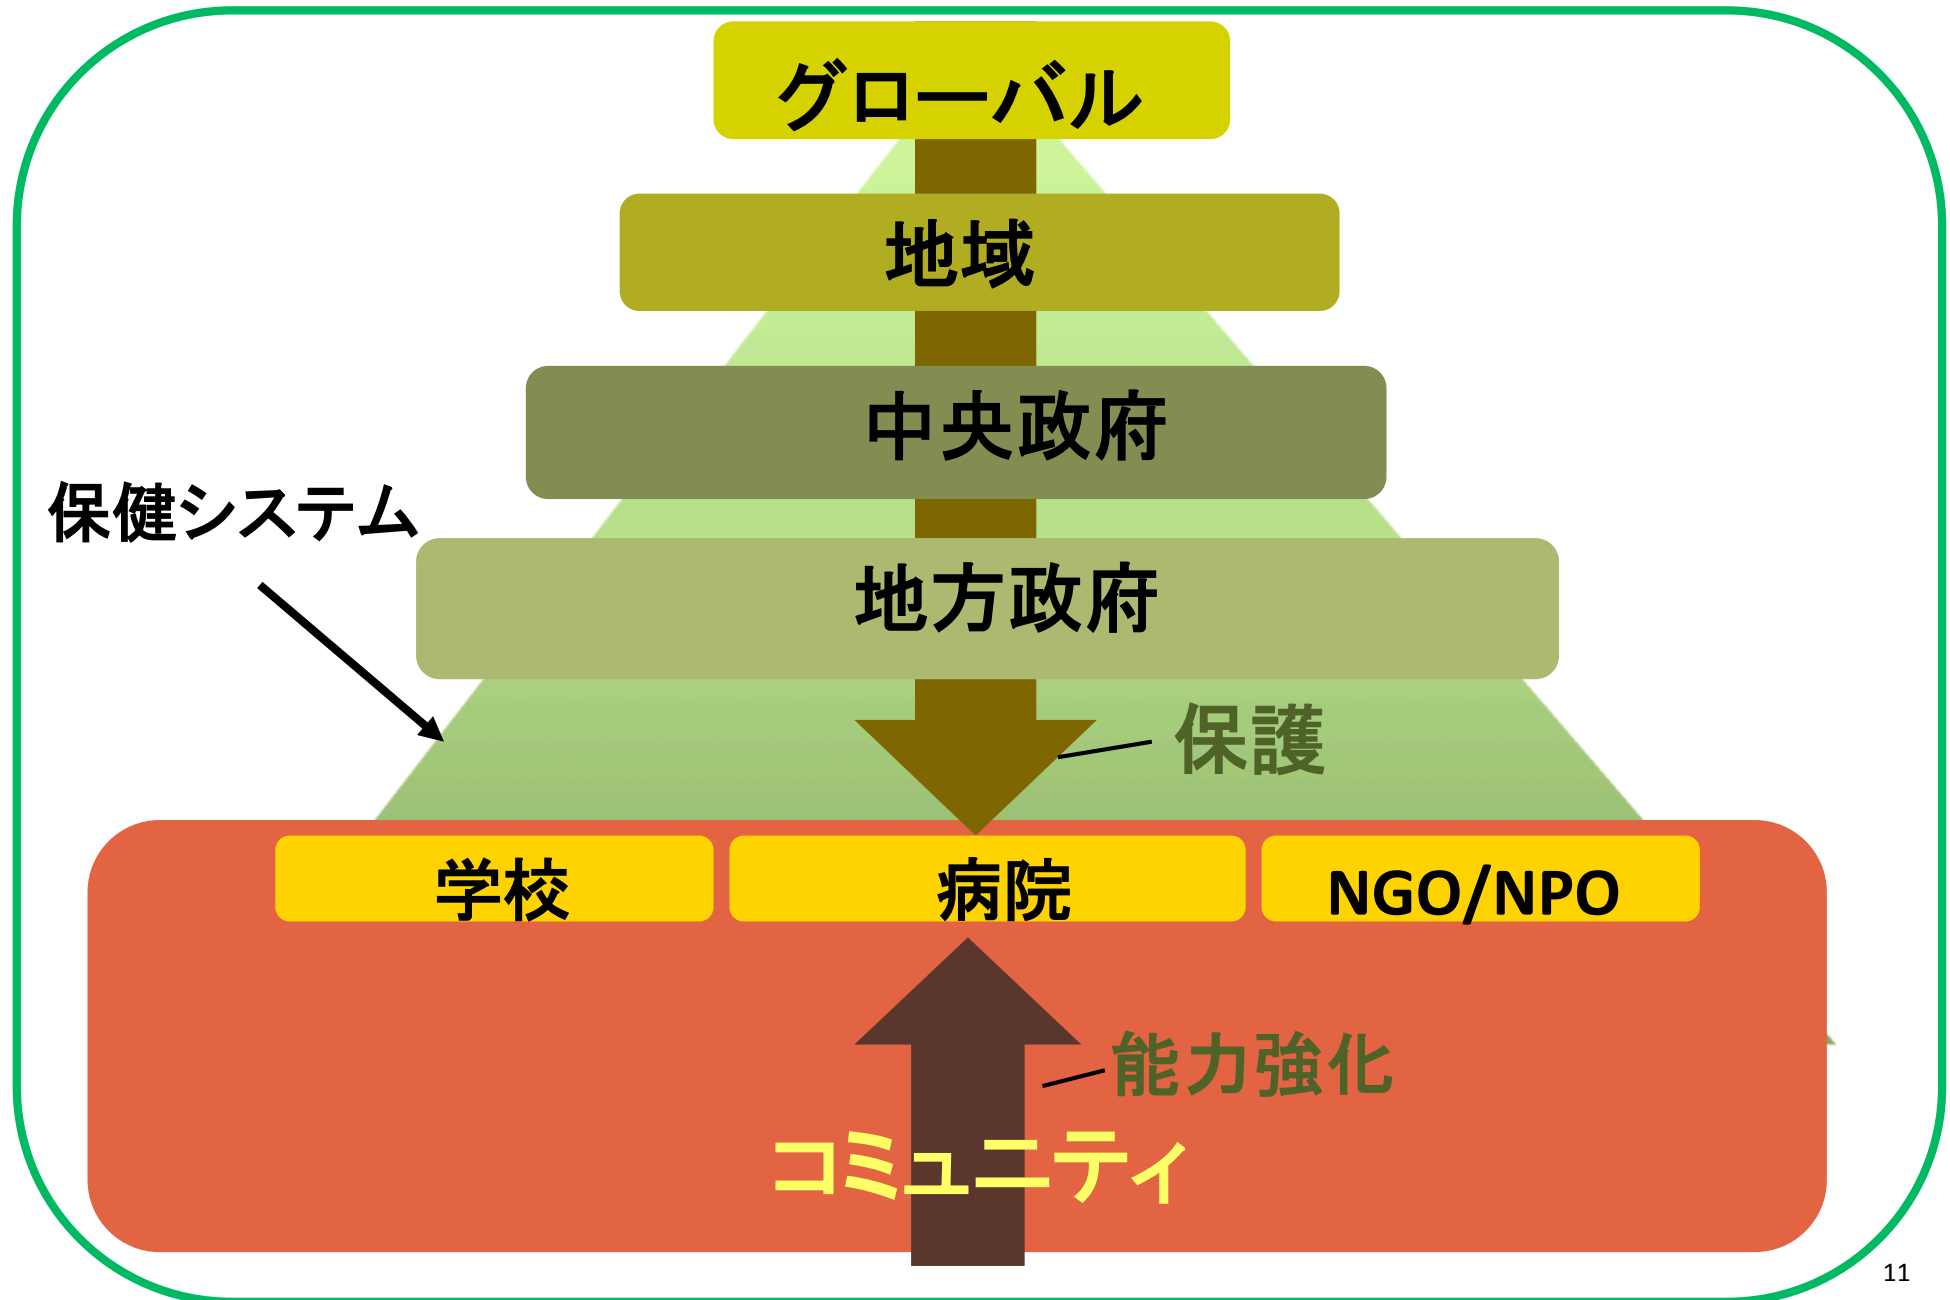 グローバル
地域
中央政府
保健システム
地方政府
保護
学校
病院
NGO/NPO
能力強化
コミュニティ
11